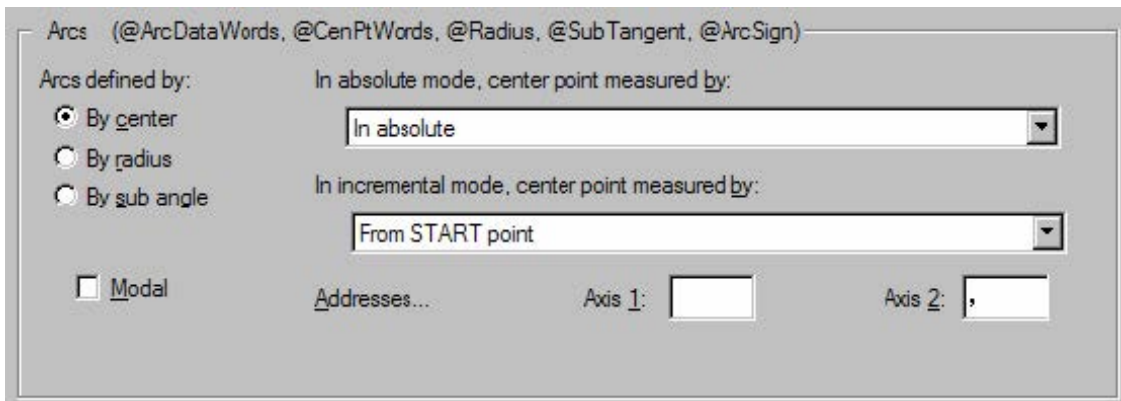 Arcs (@ArcDataWords, @CenPtWords, @Radius, @SubTangent, @ArcSign)
Arcs defined by:
By center
By radius
By sub angle
Modal
In absolute mode, center point measured by:
In absolute
In incremental mode, center point measured by:
From START point
Addresses... Axis 1: Axis 2: ,